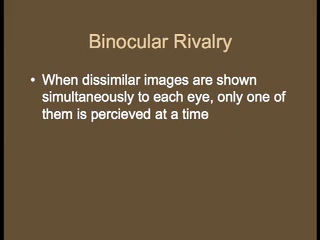 Binocular Rivalry
• When dissimilar images are shown
simultaneously to each eye, only one of
them is percieved at a time